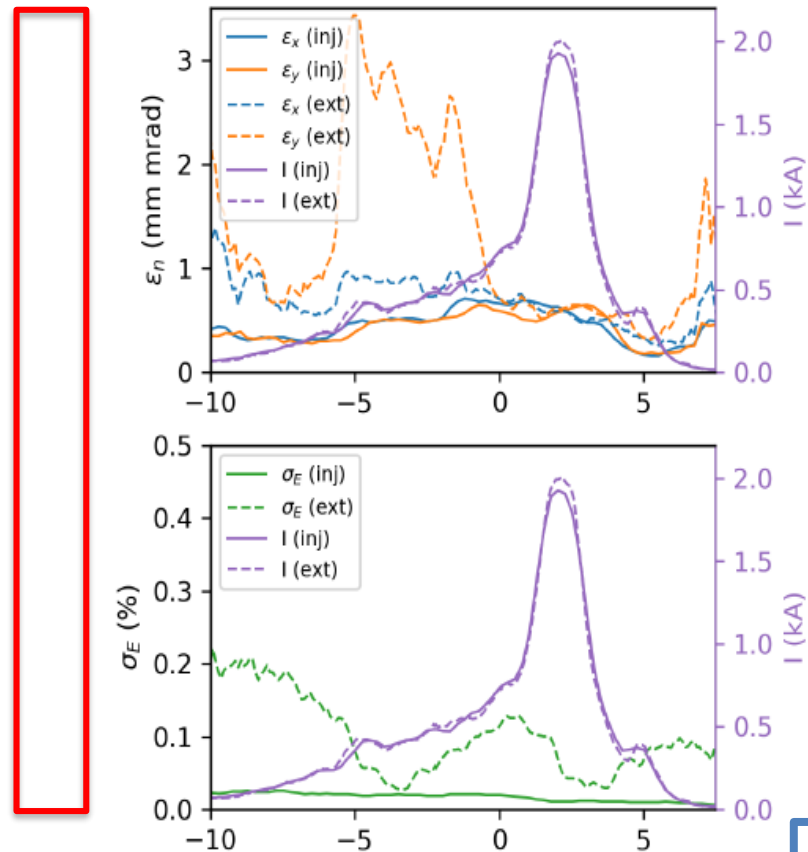 ε_n (mm mrad)
3
2
1
0
ε_x (inj)
ε_y (inj)
ε_x (ext)
ε_y (ext)
I (inj)
I (ext)
2.0
1.5
1.0
0.5
0.0
I (kA)
−10
−5
0
5
σ_E (%)
0.5
0.4
0.3
0.2
0.1
0.0
σ_E (inj)
σ_E (ext)
I (inj)
I (ext)
2.0
1.5
1.0
0.5
0.0
I (kA)
−10
−5
0
5